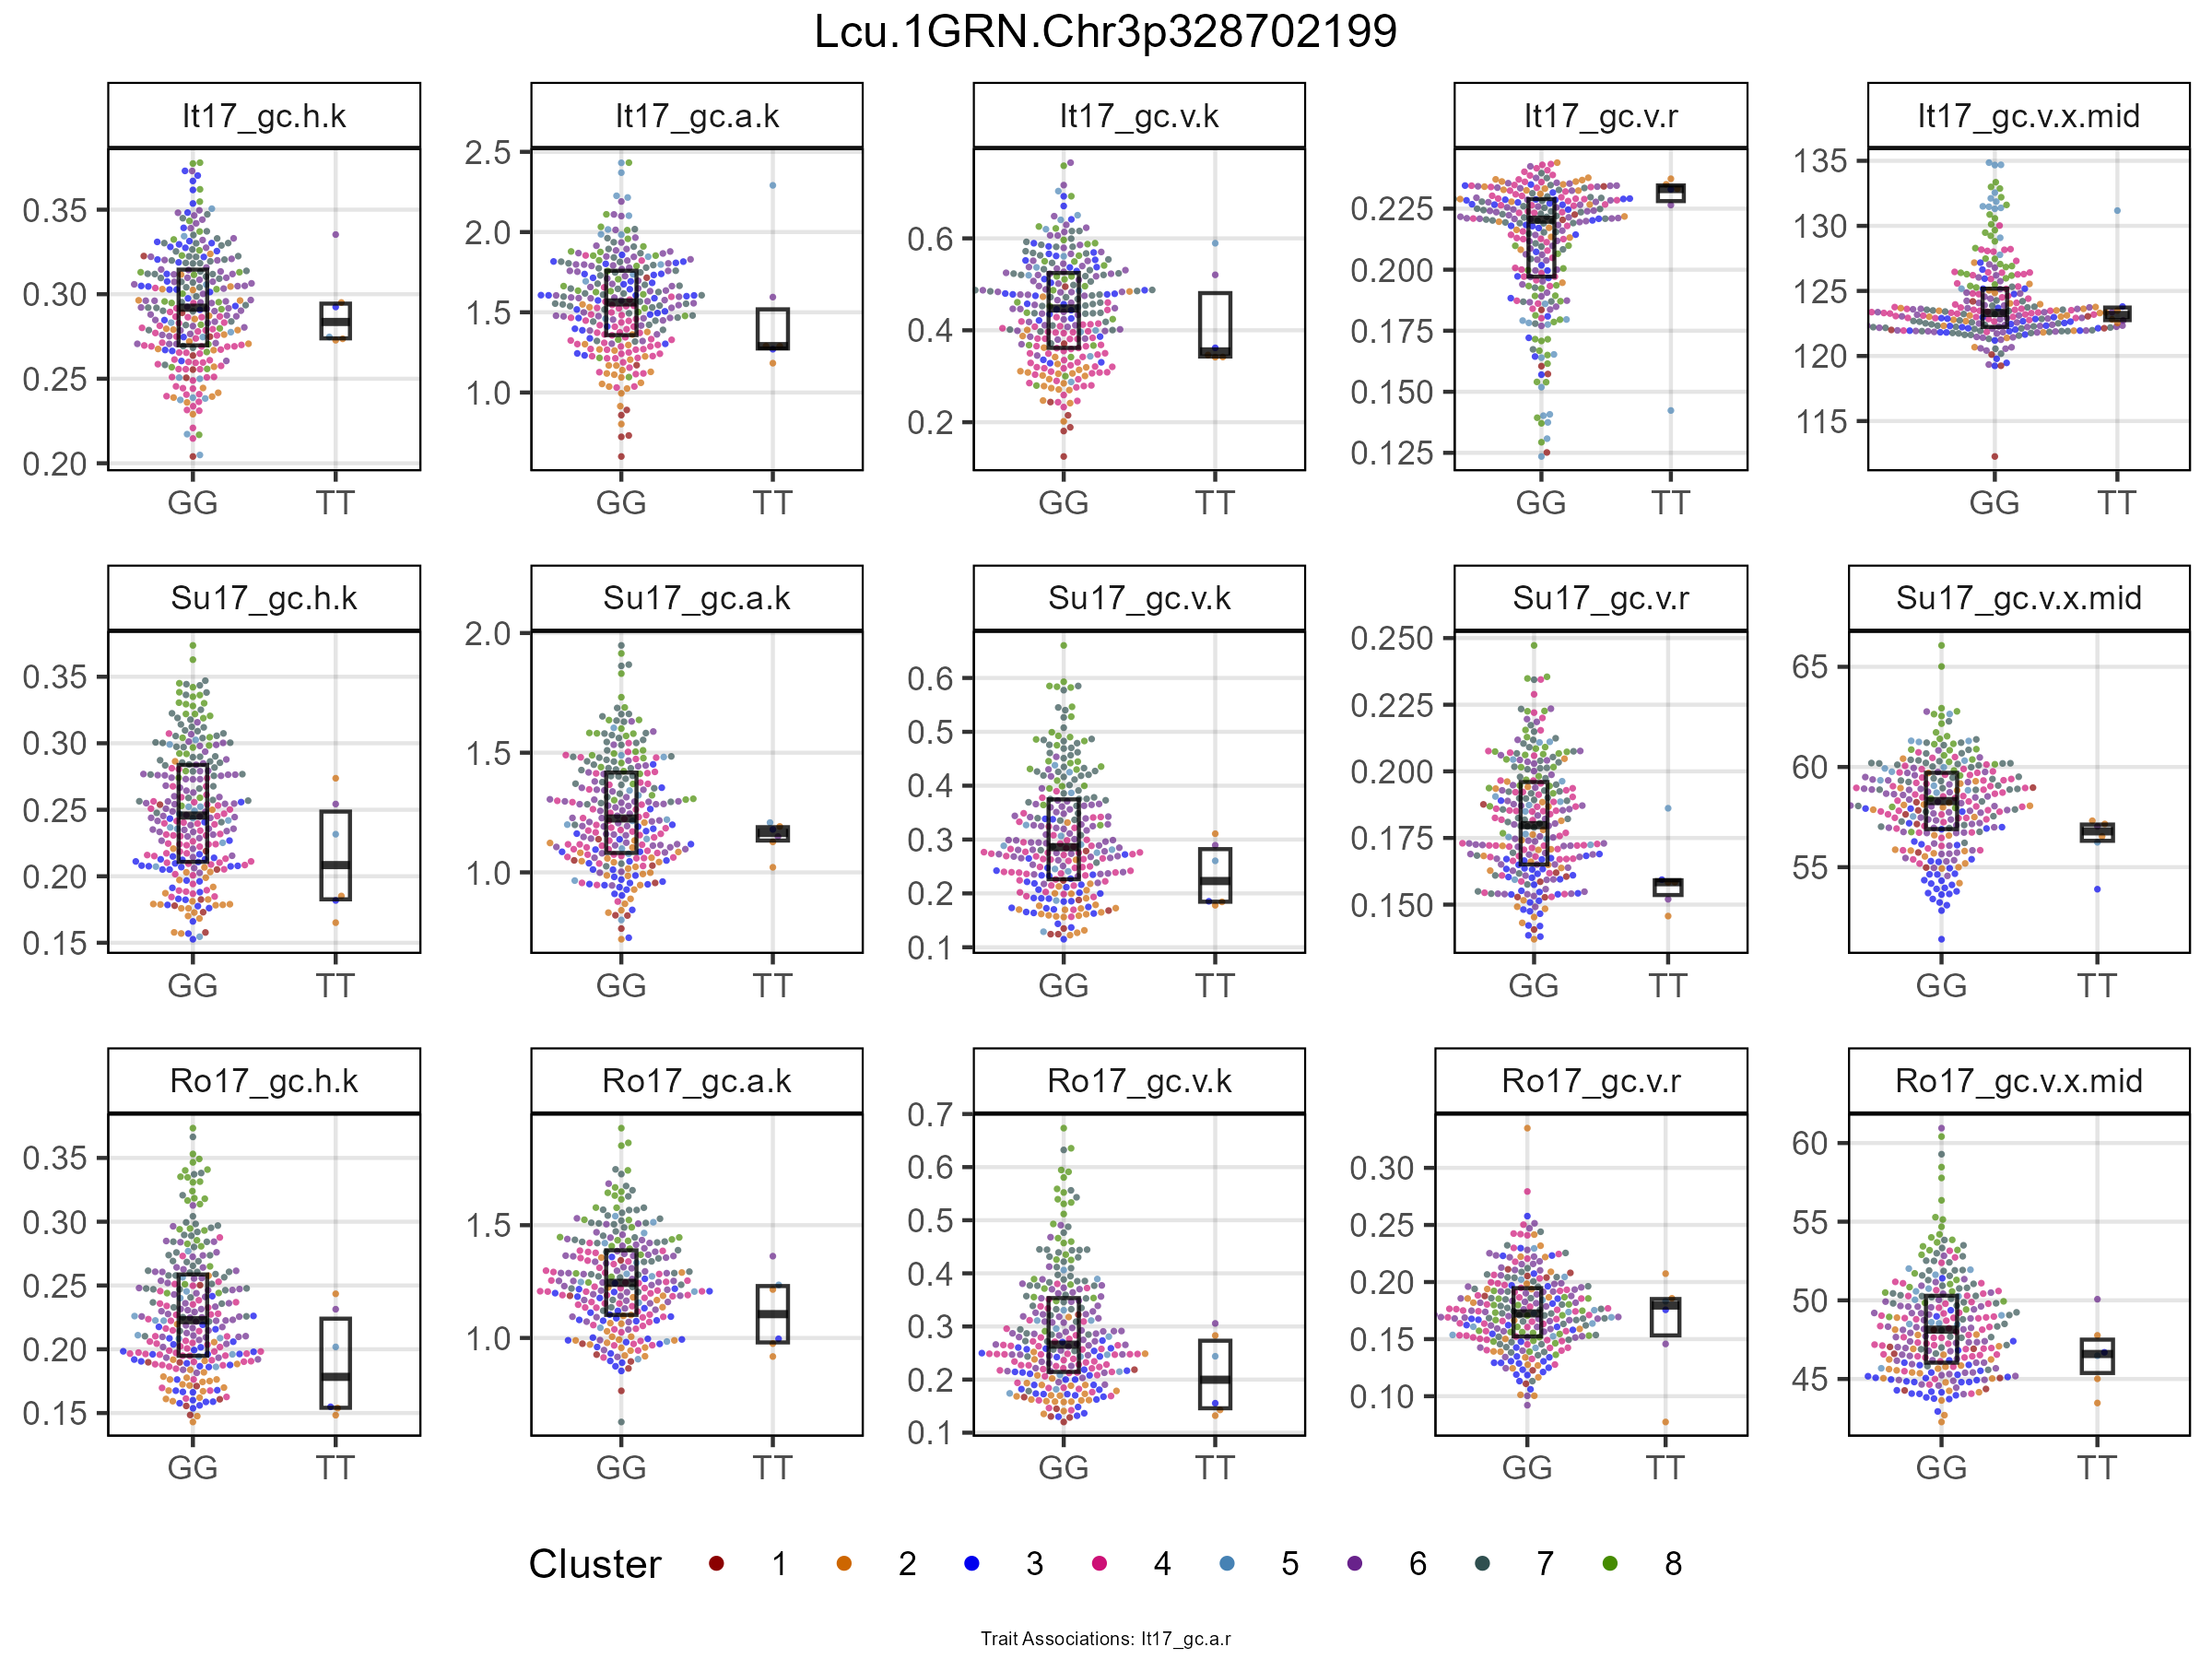 Lcu.1GRN.Chr3p328702199
It17_gc.h.k It17_gc.a.k It17_gc.v.k It17_gc.v.r It17_gc.v.x.mid
0.35 0.30 0.25 0.20
2.5 2.0 1.5 1.0
0.6 0.4 0.2
0.225 0.200 0.175 0.150 0.125
135 130 125 120 115
GG TT GG TT GG TT GG TT GG TT
Su17_gc.h.k Su17_gc.a.k Su17_gc.v.k Su17_gc.v.r Su17_gc.v.x.mid
0.35 0.30 0.25 0.20 0.15
2.0 1.5 1.0
0.6 0.5 0.4 0.3 0.2 0.1
0.250 0.225 0.200 0.175 0.150
65 60 55
GG TT GG TT GG TT GG TT GG TT
Ro17_gc.h.k Ro17_gc.a.k Ro17_gc.v.k Ro17_gc.v.r Ro17_gc.v.x.mid
0.35 0.30 0.25 0.20 0.15
1.5 1.0
0.7 0.6 0.5 0.4 0.3 0.2 0.1
0.30 0.25 0.20 0.15 0.10
60 55 50 45
GG TT GG TT GG TT GG TT GG TT
Cluster 1 2 3 4 5 6 7 8
Trait Associations: It17_gc.a.r